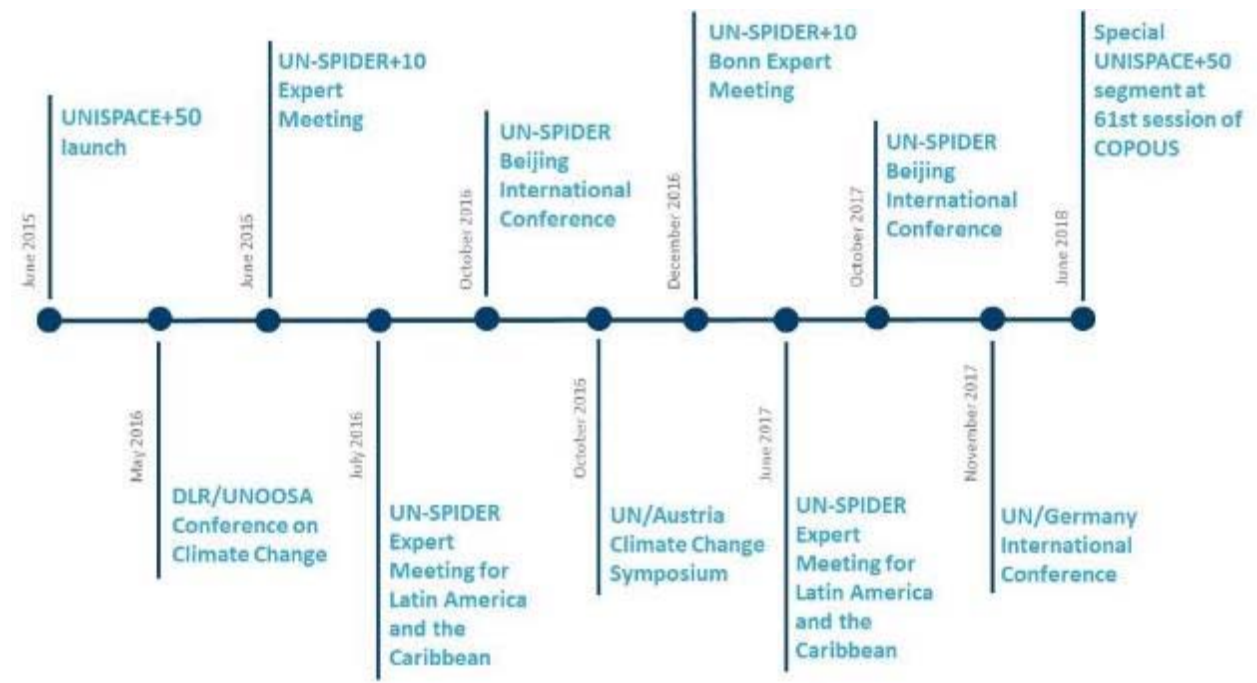 June 2015
UNISPACE+50
launch
May 2016
DLR/UNOOSA
Conference on
Climate Change
June 2016
UN-SPIDER+10
Expert
Meeting
July 2016
UN-SPIDER
Expert
Meeting for
Latin America
and the
Caribbean
October 2016
UN-SPIDER
Beijing
International
Conference
October 2016
UN/Austria
Climate Change
Symposium
December 2016
UN-SPIDER+10
Bonn Expert
Meeting
June 2017
UN-SPIDER
Expert
Meeting for
Latin America
and the
Caribbean
October 2017
UN-SPIDER
Beijing
International
Conference
November 2017
UN/Germany
International
Conference
June 2018
Special
UNISPACE+50
segment at
61st session of
COPOUS